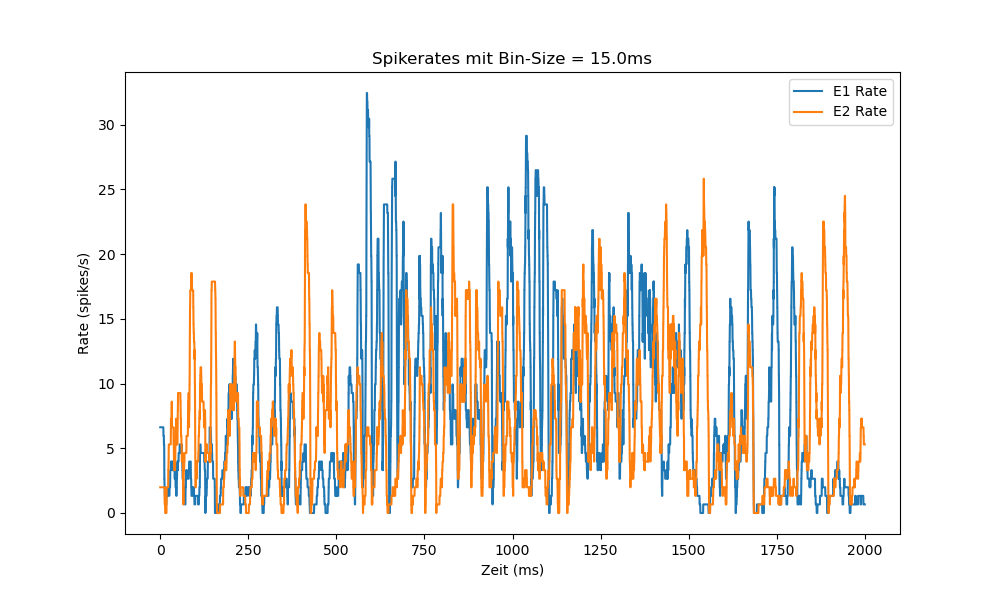 Spikerates mit Bin-Size = 15.0ms
E1 Rate
E2 Rate
Rate (spikes/s)
30
25
20
15
10
5
0
0 250 500 750 1000 1250 1500 1750 2000
Zeit (ms)